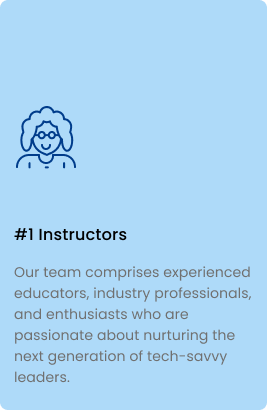 #1 Instructors
Our team comprises experienced
educators, industry professionals,
and enthusiasts who are
passionate about nurturing the
next generation of tech-savvy
leaders.